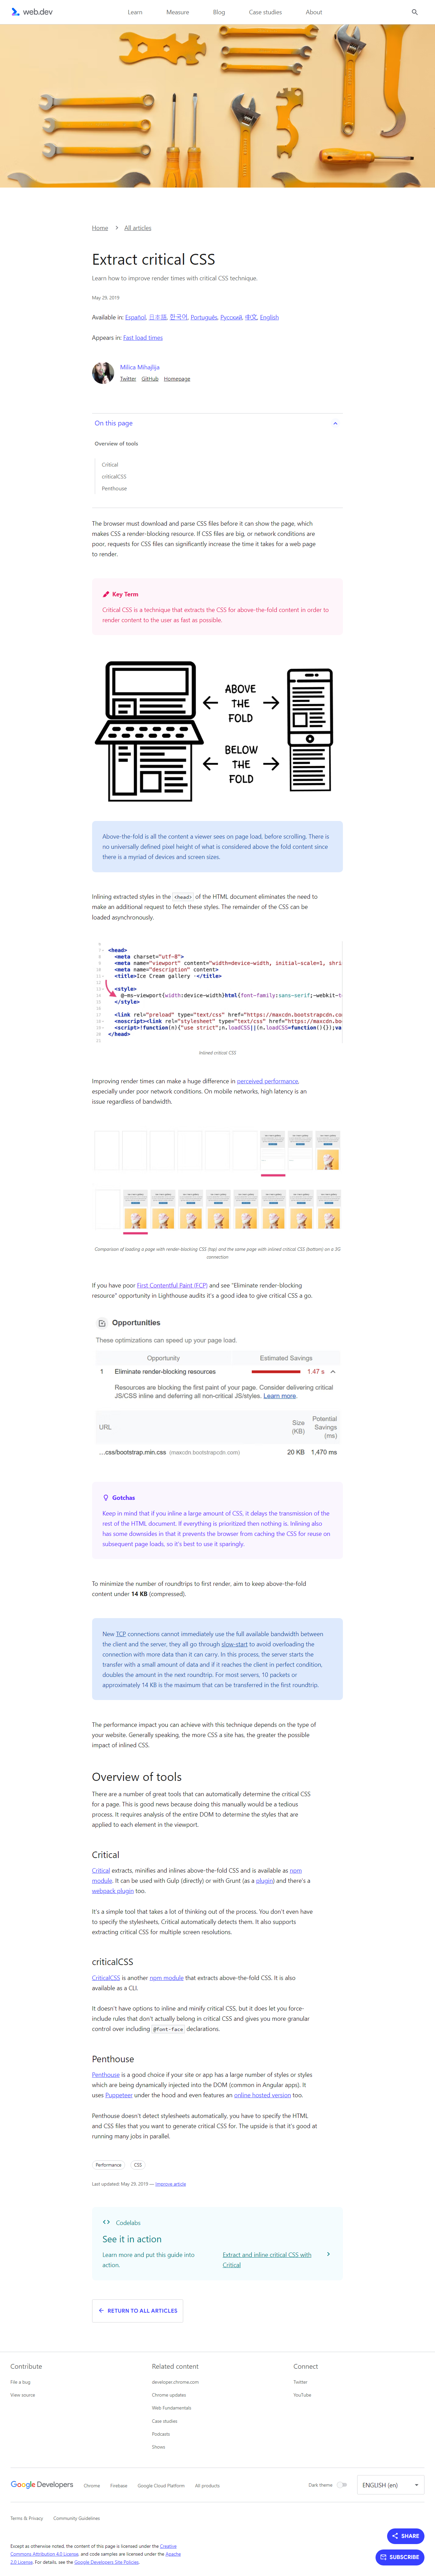 web.dev
Learn
Measure
Blog
Case studies
About
Home
All articles
Extract critical CSS
Learn how to improve render times with critical CSS technique.
May 29, 2019
Available in: Español, 日本語, 한국어, Português, Русский, 中文, English
Appears in: Fast load times
Milica Mihajlija
Twitter GitHub Homepage
On this page
Overview of tools
Critical
criticalCSS
Penthouse
The browser must download and parse CSS files before it can show the page, which
makes CSS a render-blocking resource. If CSS files are big, or network conditions are
poor, requests for CSS files can significantly increase the time it takes for a web page
to render.
Key Term
Critical CSS is a technique that extracts the CSS for above-the-fold content in order to
render content to the user as fast as possible.
ABOVE
THE
FOLD
BELOW
THE
FOLD
Above-the-fold is all the content a viewer sees on page load, before scrolling. There is
no universally defined pixel height of what is considered above the fold content since
there is a myriad of devices and screen sizes.
Inlining extracted styles in the <head> of the HTML document eliminates the need to
make an additional request to fetch these styles. The remainder of the CSS can be
loaded asynchronously.
<head>
<meta charset="utf-8">
<meta name="viewport" content="width=device-width, initial-scale=1, shri
<meta name="description" content>
<title>Ice Cream gallery -</title>
<style>
@-ms-viewport{width:device-width}html{font-family:sans-serif;-webkit-t
</style>
<link rel="preload" type="text/css" href="https://maxcdn.bootstrapcdn.com
<noscript><link rel="stylesheet" type="text/css" href="https://maxcdn.boo
<script>!function(n){"use strict";n.loadCSS||(n.loadCSS=function(){});va
</head>
Inlined critical CSS
Improving render times can make a huge difference in perceived performance,
especially under poor network conditions. On mobile networks, high latency is an
issue regardless of bandwidth.
Comparison of loading a page with render-blocking CSS (top) and the same page with inlined critical CSS (bottom) on a 3G
connection
If you have poor First Contentful Paint (FCP) and see "Eliminate render-blocking
resource" opportunity in Lighthouse audits it's a good idea to give critical CSS a go.
Opportunities
These optimizations can speed up your page load.
Opportunity Estimated Savings
1 Eliminate render-blocking resources 1.47 s
Resources are blocking the first paint of your page. Consider delivering critical
JS/CSS inline and deferring all non-critical JS/styles. Learn more.
URL Size (KB) Potential Savings (ms)
...css/bootstrap.min.css (maxcdn.bootstrapcdn.com) 20 KB 1,470 ms
Gotchas
Keep in mind that if you inline a large amount of CSS, it delays the transmission of the
rest of the HTML document. If everything is prioritized then nothing is. Inlining also
has some downsides in that it prevents the browser from caching the CSS for reuse on
subsequent page loads, so it's best to use it sparingly.
To minimize the number of roundtrips to first render, aim to keep above-the-fold
content under 14 KB (compressed).
New TCP connections cannot immediately use the full available bandwidth between
the client and the server, they all go through slow-start to avoid overloading the
connection with more data than it can carry. In this process, the server starts the
transfer with a small amount of data and if it reaches the client in perfect condition,
doubles the amount in the next roundtrip. For most servers, 10 packets or
approximately 14 KB is the maximum that can be transferred in the first roundtrip.
The performance impact you can achieve with this technique depends on the type of
your website. Generally speaking, the more CSS a site has, the greater the possible
impact of inlined CSS.
Overview of tools
There are a number of great tools that can automatically determine the critical CSS
for a page. This is good news because doing this manually would be a tedious
process. It requires analysis of the entire DOM to determine the styles that are
applied to each element in the viewport.
Critical
Critical extracts, minifies and inlines above-the-fold CSS and is available as npm
module. It can be used with Gulp (directly) or with Grunt (as a plugin) and there's a
webpack plugin too.
It's a simple tool that takes a lot of thinking out of the process. You don't even have
to specify the stylesheets, Critical automatically detects them. It also supports
extracting critical CSS for multiple screen resolutions.
criticalCSS
CriticalCSS is another npm module that extracts above-the-fold CSS. It is also
available as a CLI.
It doesn't have options to inline and minify critical CSS, but it does let you force-
include rules that don't actually belong in critical CSS and gives you more granular
control over including @font-face declarations.
Penthouse
Penthouse is a good choice if your site or app has a large number of styles or styles
which are being dynamically injected into the DOM (common in Angular apps). It
uses Puppeteer under the hood and even features an online hosted version too.
Penthouse doesn't detect stylesheets automatically, you have to specify the HTML
and CSS files that you want to generate critical CSS for. The upside is that it's good at
running many jobs in parallel.
Performance CSS
Last updated: May 29, 2019 — Improve article
Codelabs
See it in action
Learn more and put this guide into
action.
Extract and inline critical CSS with
Critical
RETURN TO ALL ARTICLES
Contribute
File a bug
View source
Related content
developer.chrome.com
Chrome updates
Web Fundamentals
Case studies
Podcasts
Shows
Connect
Twitter
YouTube
Google Developers
Chrome
Firebase
Google Cloud Platform
All products
Dark theme
ENGLISH (en)
Terms & Privacy
Community Guidelines
SHARE
SUBSCRIBE
Except as otherwise noted, the content of this page is licensed under the Creative
Commons Attribution 4.0 License, and code samples are licensed under the Apache
2.0 License. For details, see the Google Developers Site Policies.